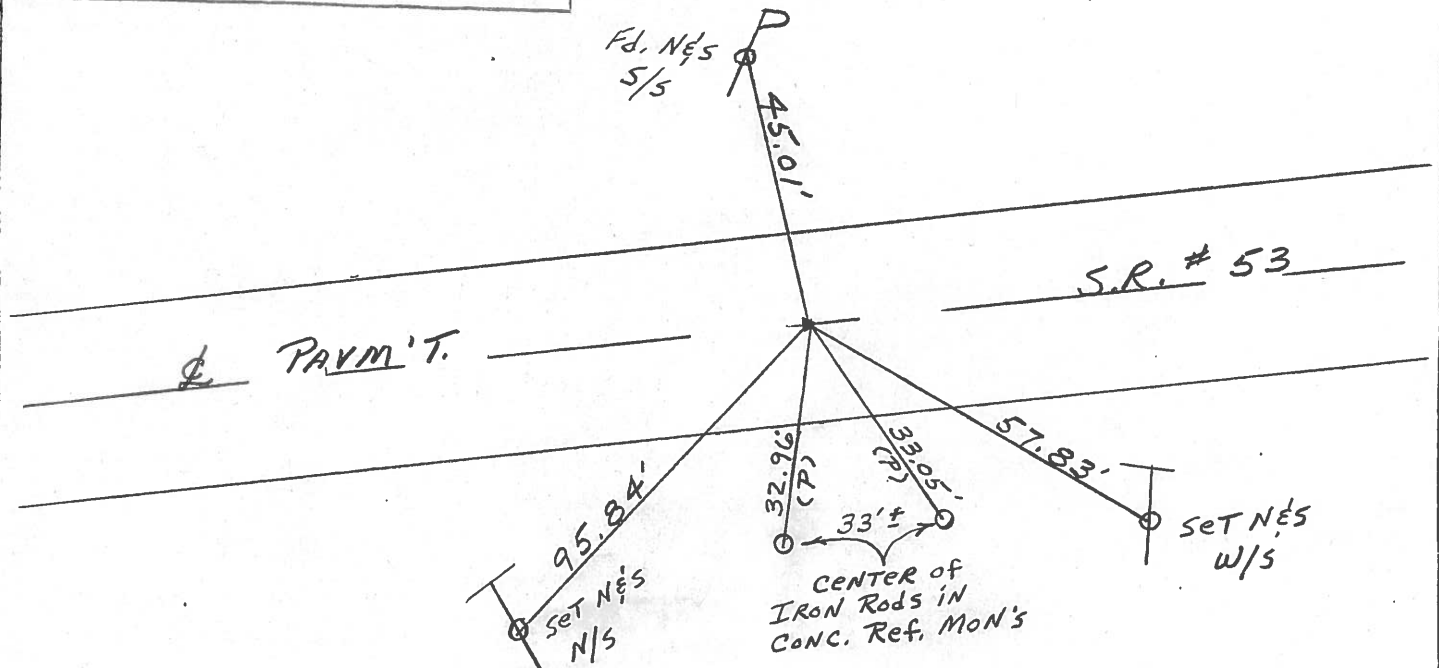 Fd. N&S
S/S
45.01'
S.R. # 53
℄ PAVM'T.
95.84'
32.96'
(P)
33.05'
(P)
57.83'
33'±
SET N&S
N/S
SET N&S
W/S
CENTER OF
IRON RODS IN
CONC. REF. MON'S